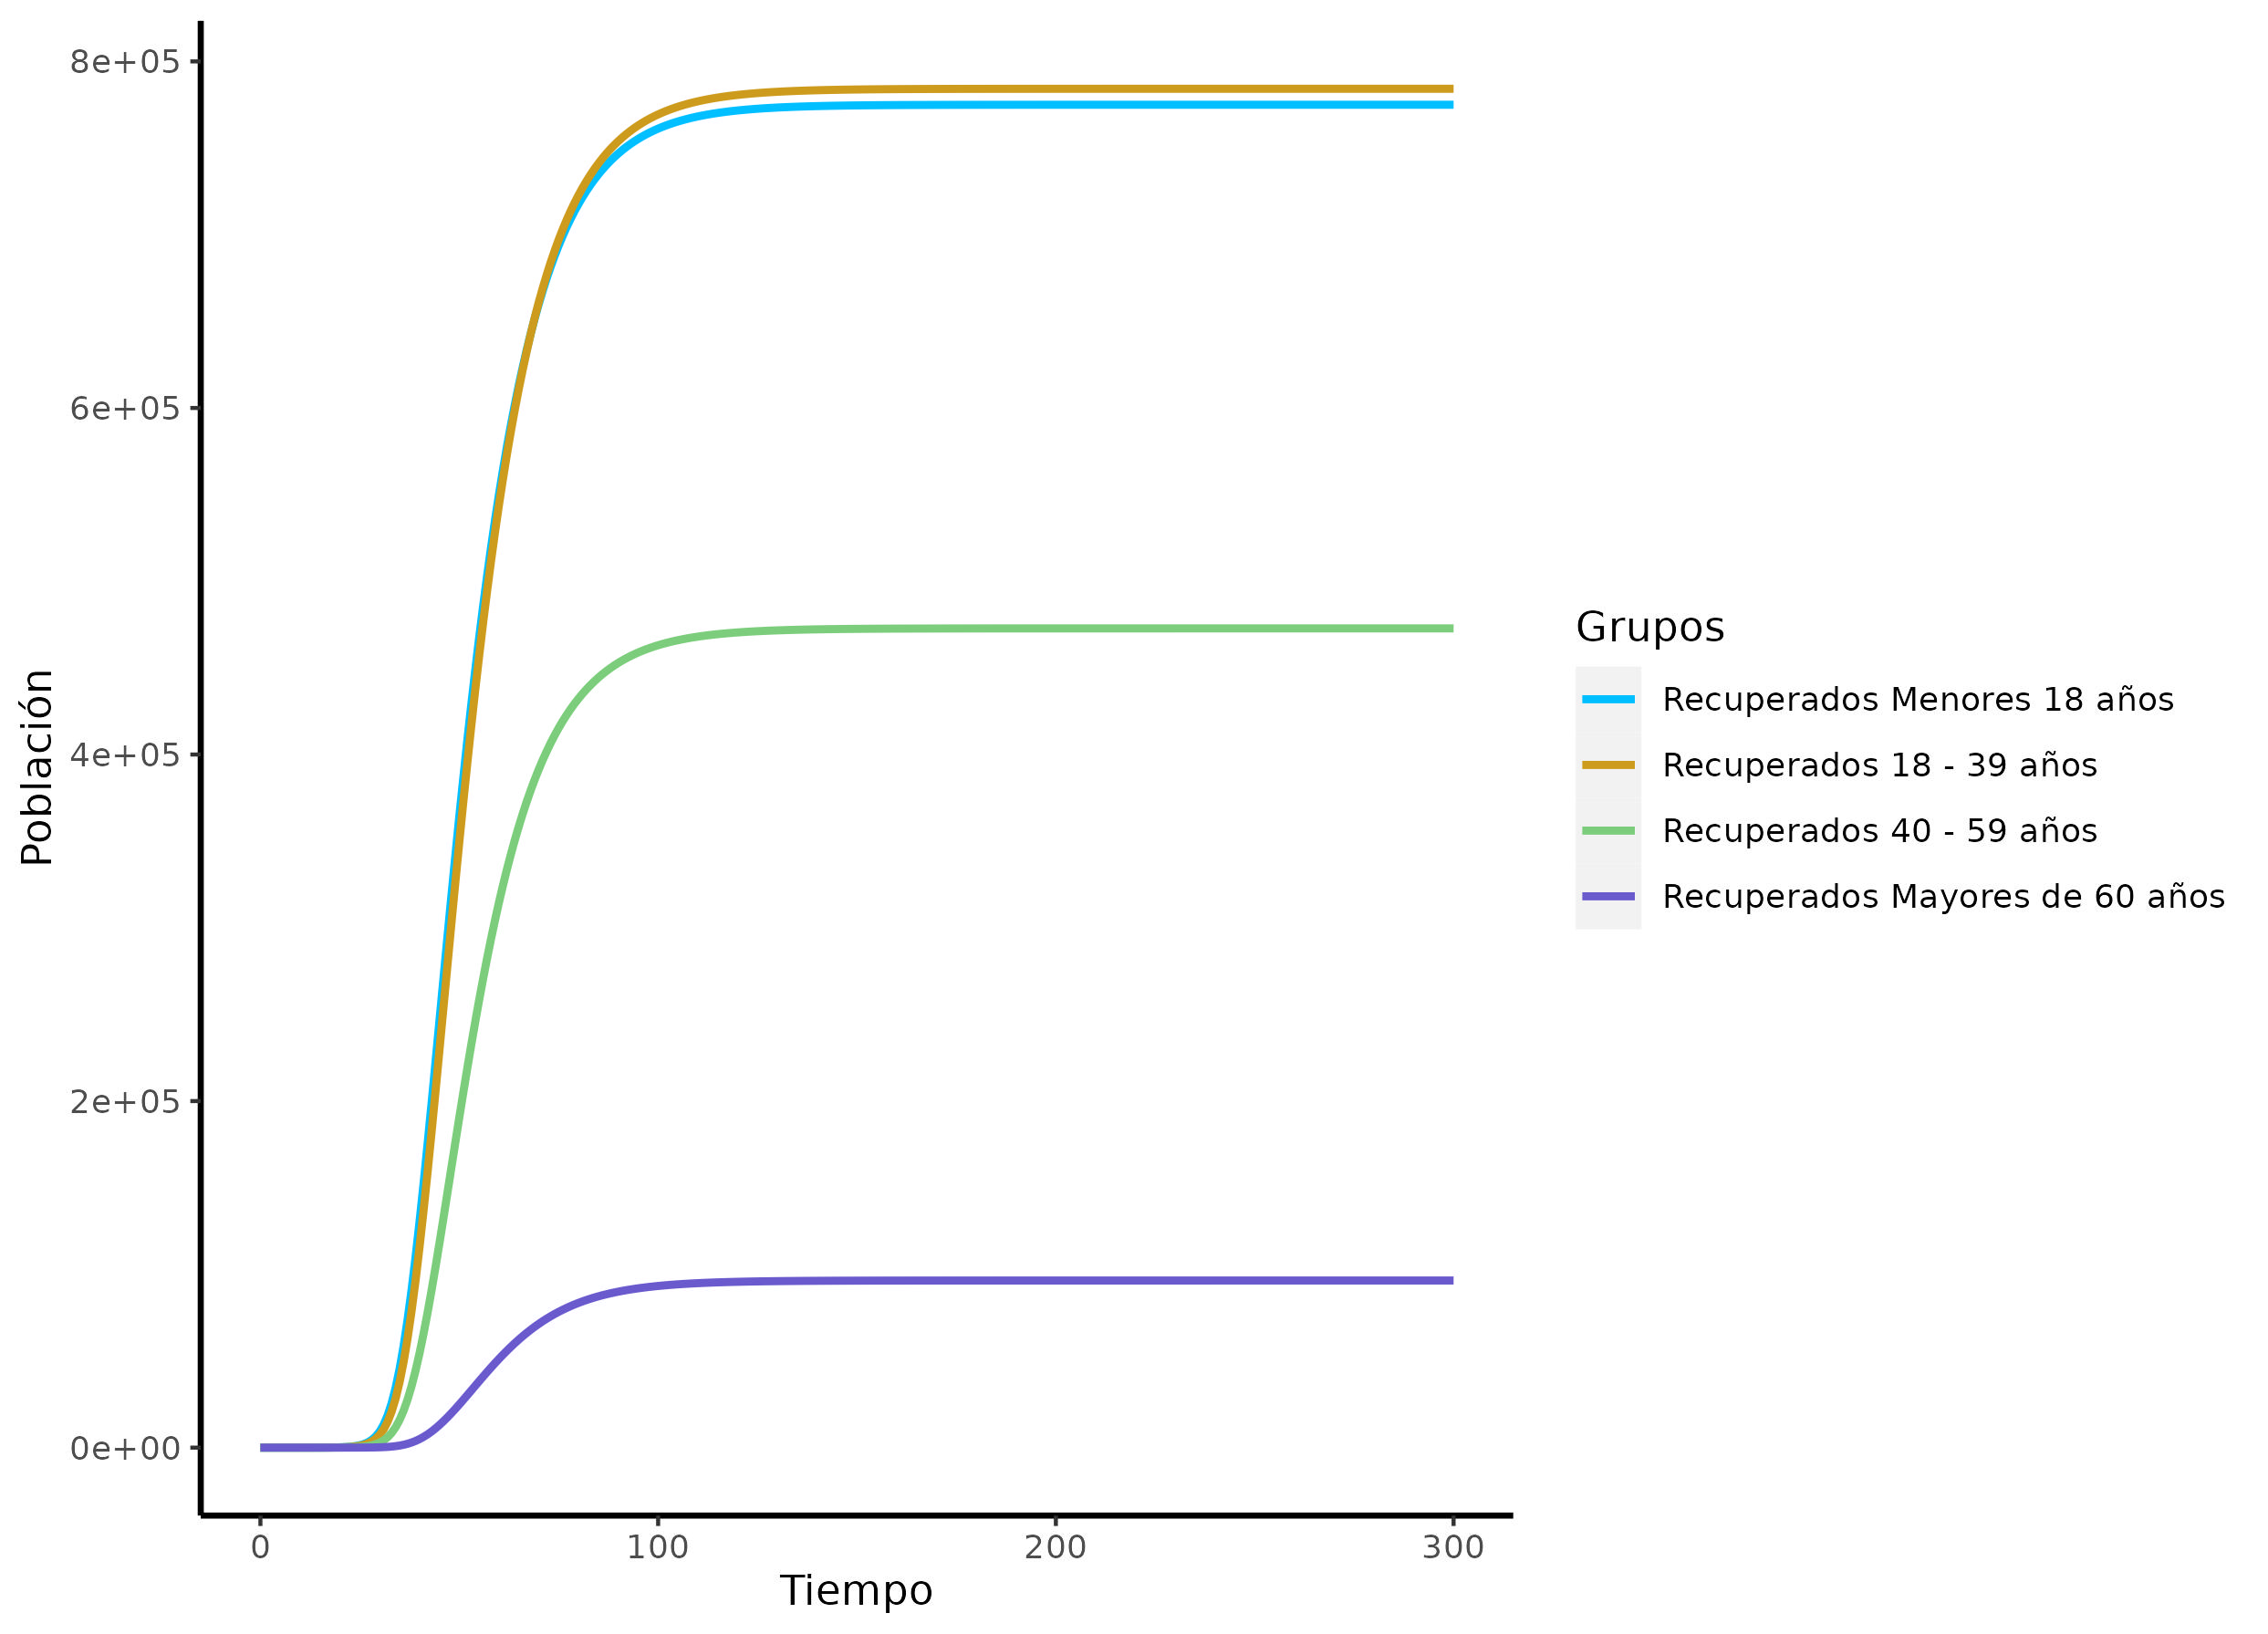 8e+05
6e+05
4e+05
2e+05
0e+00
Población
0
100
200
300
Tiempo
Grupos
Recuperados Menores 18 años
Recuperados 18 - 39 años
Recuperados 40 - 59 años
Recuperados Mayores de 60 años